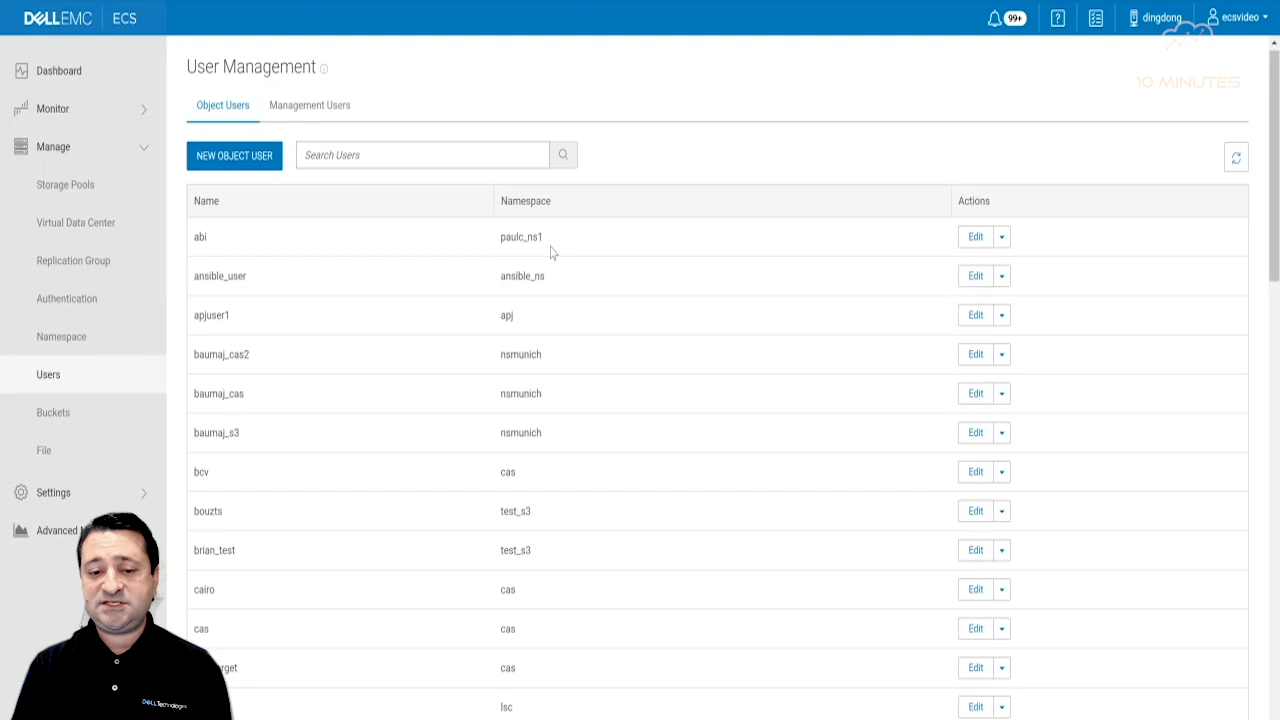 DELLEMC ECS
99+
dingdong
ecsvideo
10 MINUTES
Dashboard
Monitor
Manage
Storage Pools
Virtual Data Center
Replication Group
Authentication
Namespace
Users
Buckets
File
Settings
Advanced
User Management
Object Users Management Users
NEW OBJECT USER Search Users
Name Namespace Actions
abi paulc_ns1 Edit
ansible_user ansible_ns Edit
apjuser1 apj Edit
baumaj_cas2 nsmunich Edit
baumaj_cas nsmunich Edit
baumaj_s3 nsmunich Edit
bcv cas Edit
bouzts test_s3 Edit
brian_test test_s3 Edit
cairo cas Edit
cas cas Edit
cas Edit
lsc Edit
DELLTechnologies